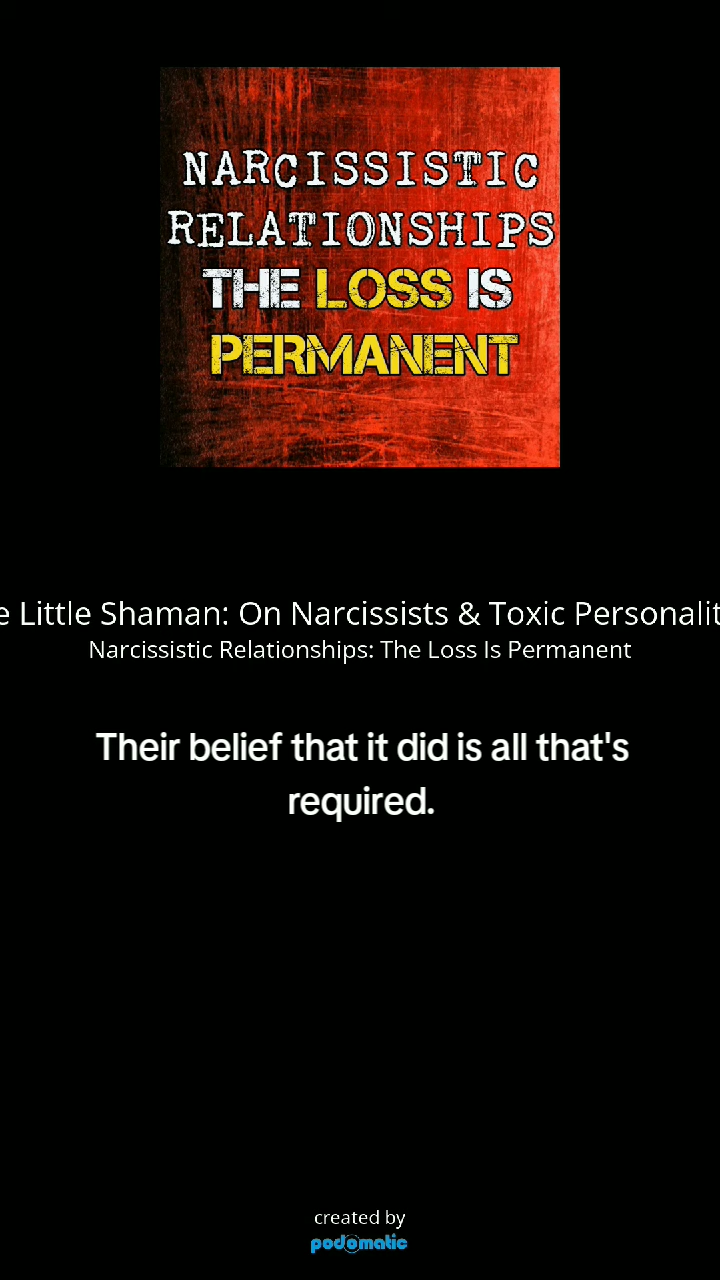 NARCISSISTIC
RELATIONSHIPS
THE LOSS IS
PERMANENT
e Little Shaman: On Narcissists & Toxic Personalit
Narcissistic Relationships: The Loss Is Permanent
Their belief that it did is all that's
required.
created by
podomatic